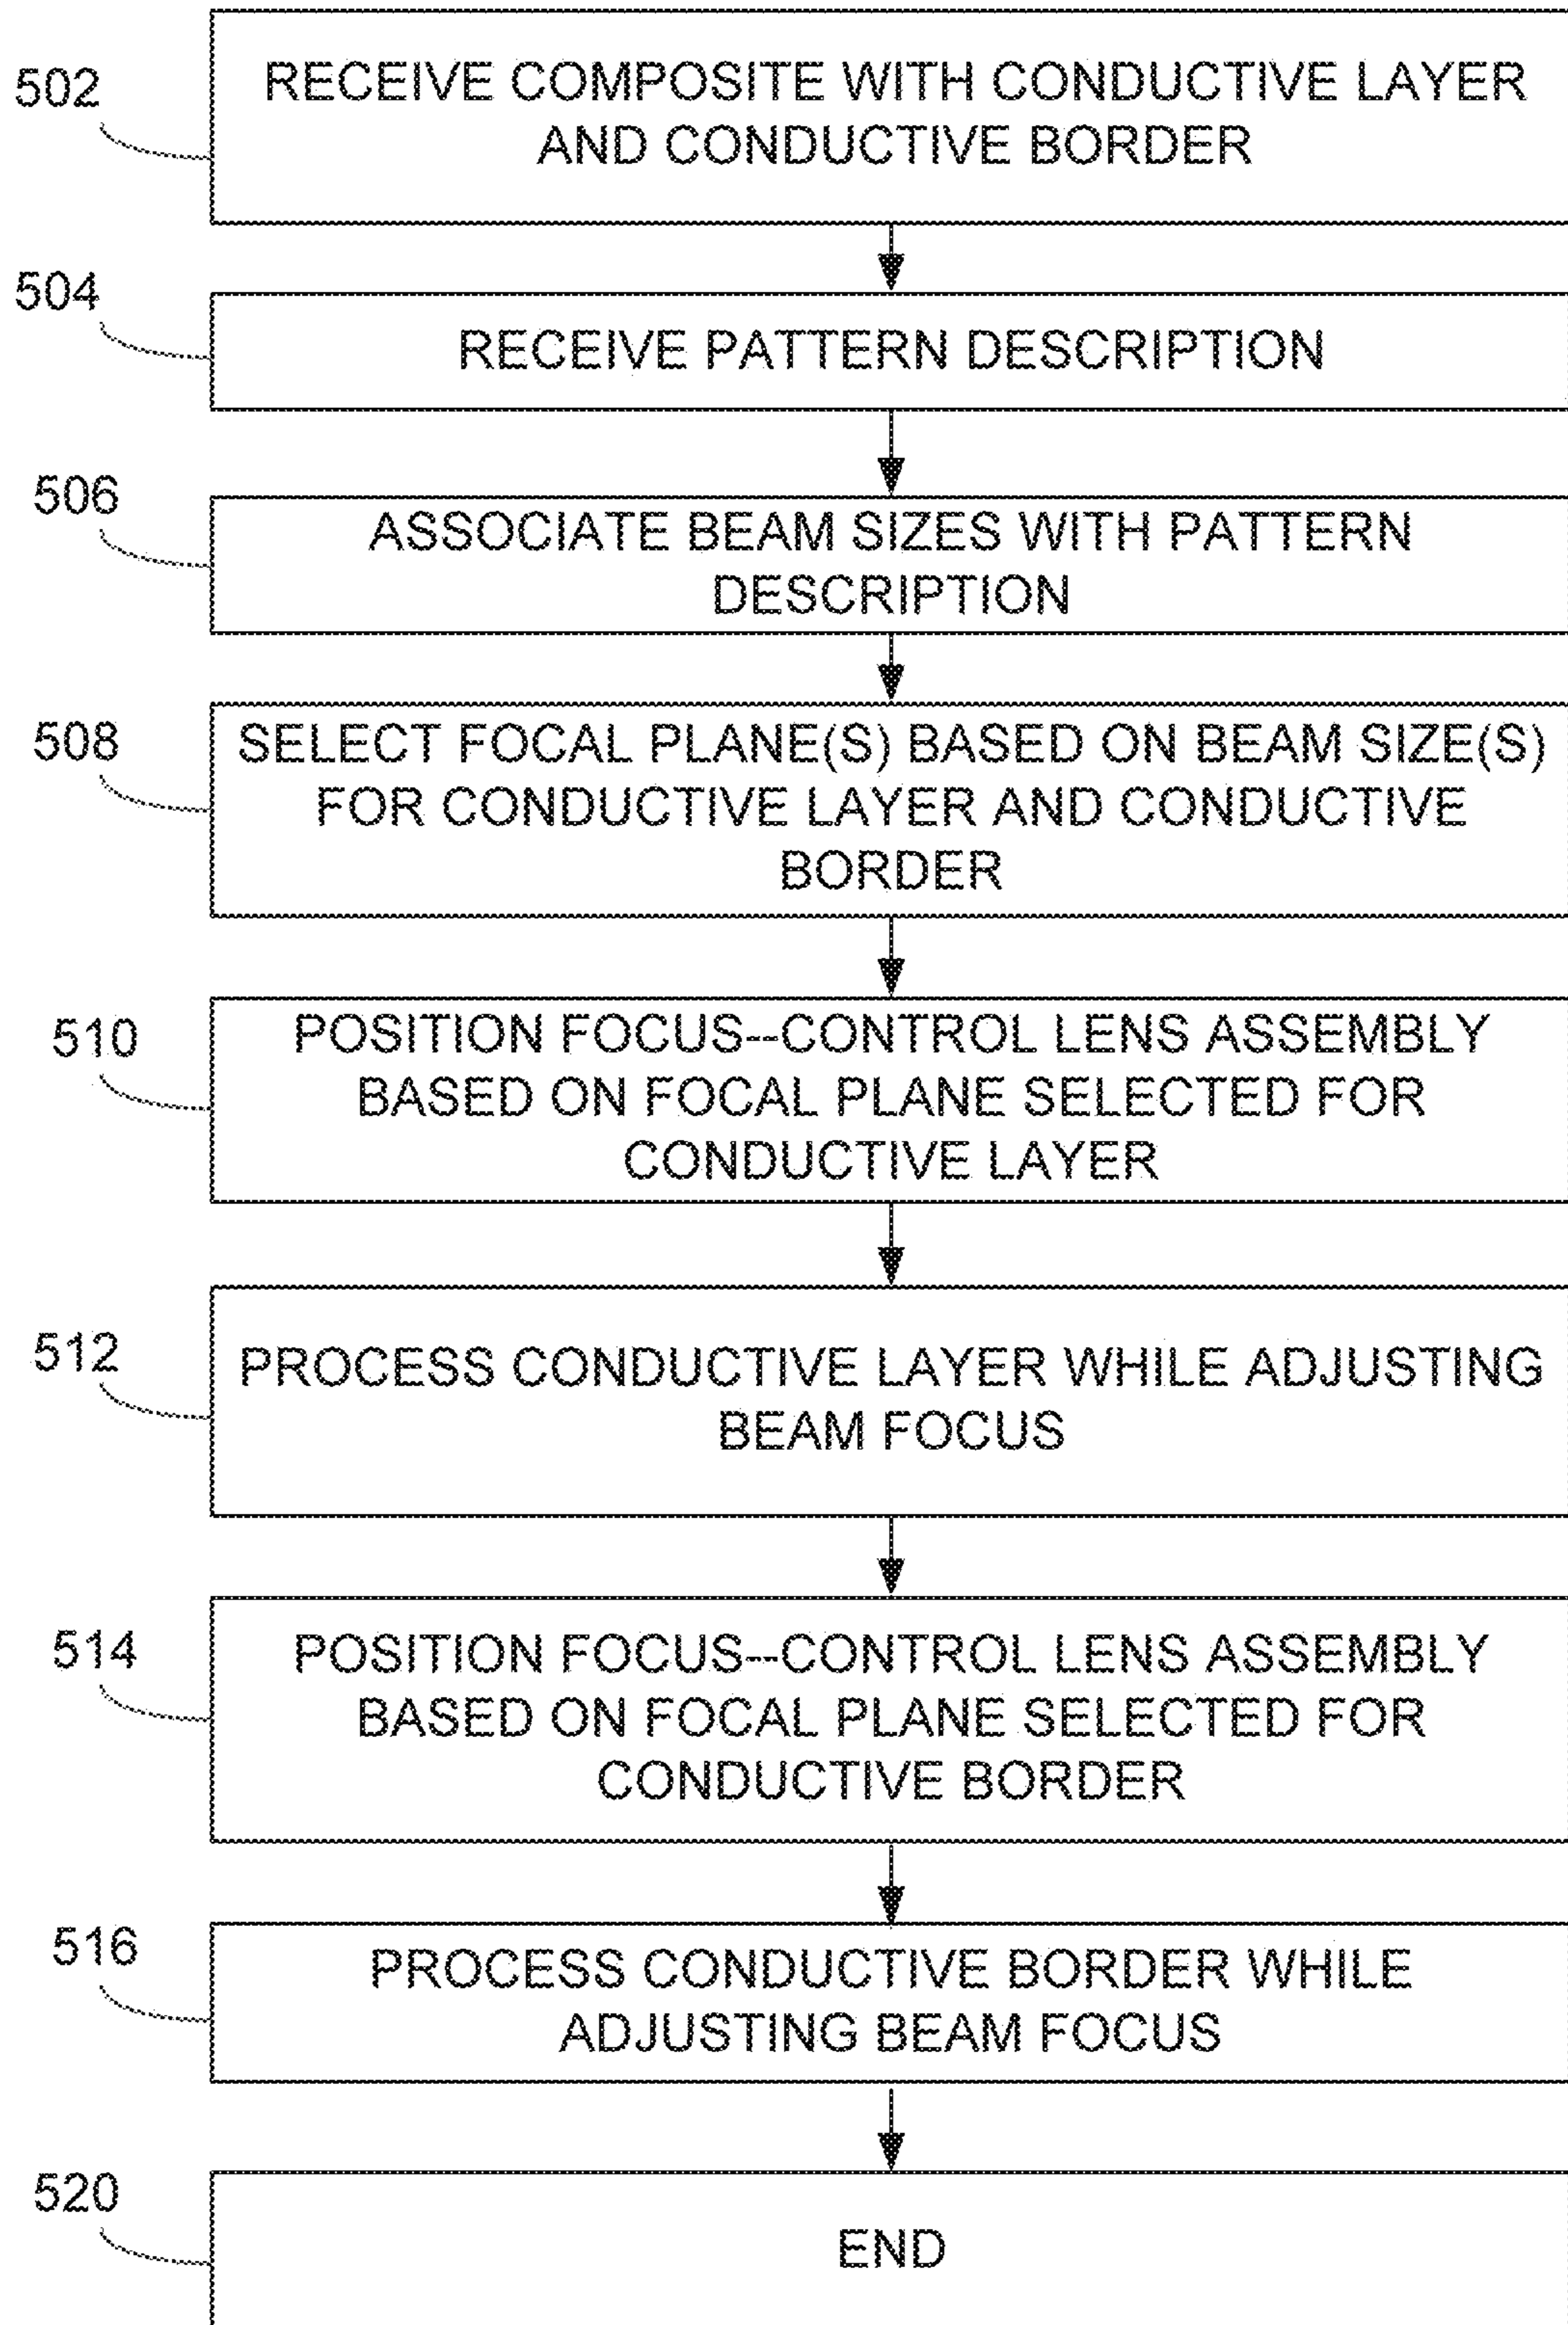 502
RECEIVE COMPOSITE WITH CONDUCTIVE LAYER
AND CONDUCTIVE BORDER
504
RECEIVE PATTERN DESCRIPTION
506
ASSOCIATE BEAM SIZES WITH PATTERN
DESCRIPTION
508
SELECT FOCAL PLANE(S) BASED ON BEAM SIZE(S)
FOR CONDUCTIVE LAYER AND CONDUCTIVE
BORDER
510
POSITION FOCUS--CONTROL LENS ASSEMBLY
BASED ON FOCAL PLANE SELECTED FOR
CONDUCTIVE LAYER
512
PROCESS CONDUCTIVE LAYER WHILE ADJUSTING
BEAM FOCUS
514
POSITION FOCUS--CONTROL LENS ASSEMBLY
BASED ON FOCAL PLANE SELECTED FOR
CONDUCTIVE BORDER
516
PROCESS CONDUCTIVE BORDER WHILE
ADJUSTING BEAM FOCUS
520
END